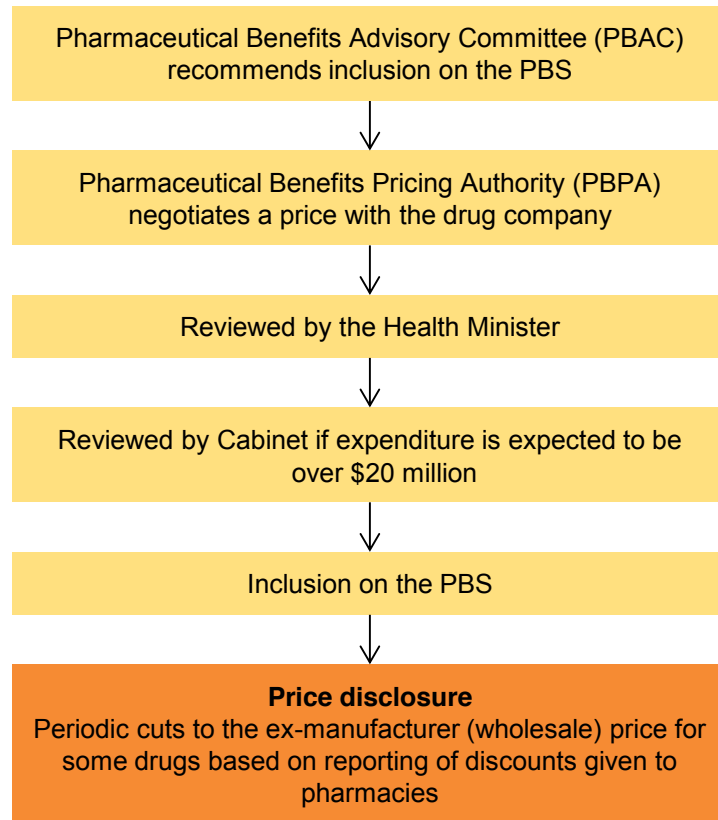 Pharmaceutical Benefits Advisory Committee (PBAC)
recommends inclusion on the PBS
Pharmaceutical Benefits Pricing Authority (PBPA)
negotiates a price with the drug company
Reviewed by the Health Minister
Reviewed by Cabinet if expenditure is expected to be
over $20 million
Inclusion on the PBS
Price disclosure
Periodic cuts to the ex-manufacturer (wholesale) price for
some drugs based on reporting of discounts given to
pharmacies